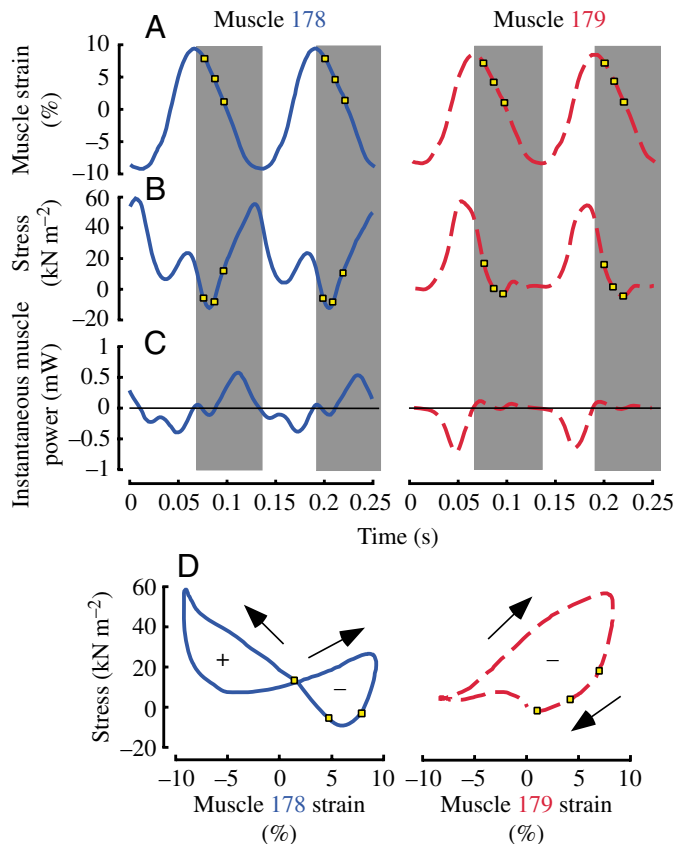 Muscle 178
Muscle 179
A
Muscle strain
(%)
10
5
0
–5
–10
B
Stress
(kN m–2)
60
40
20
0
–20
C
Instantaneous muscle
power (mW)
1
0.5
0
–0.5
–1
0 0.05 0.1 0.15 0.2 0.25
0 0.05 0.1 0.15 0.2 0.25
Time (s)
D
Stress (kN m–2)
60
40
20
0
–20
+
–
–
–10 –5 0 5 10
–10 –5 0 5 10
Muscle 178 strain
(%)
Muscle 179 strain
(%)